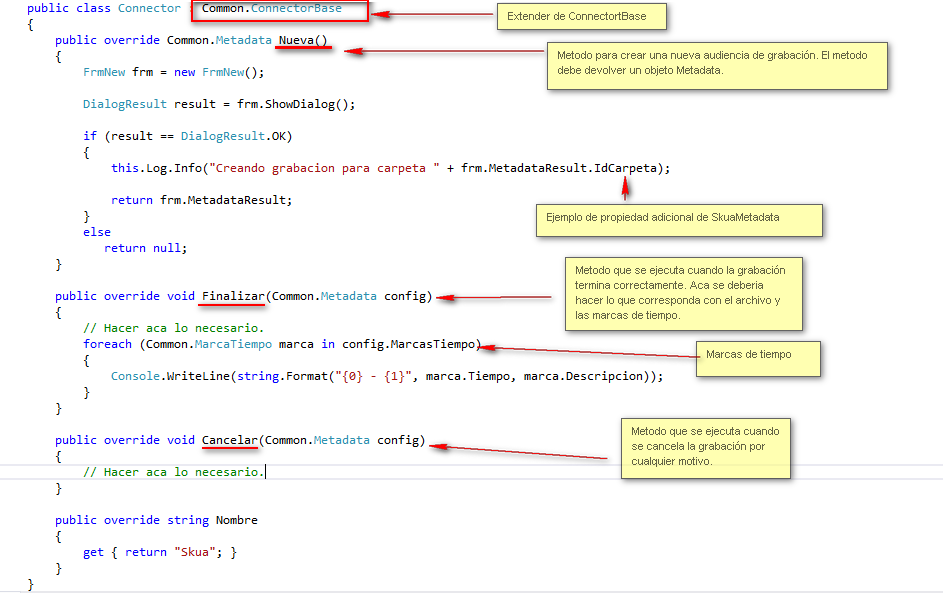 public class Connector : Common.ConnectorBase
Extender de ConnectortBase
{
public override Common.Metadata Nueva()
Metodo para crear una nueva audiencia de grabación. El metodo
debe devolver un objeto Metadata.
{
FrmNew frm = new FrmNew();
DialogResult result = frm.ShowDialog();
if (result == DialogResult.OK)
{
this.Log.Info("Creando grabacion para carpeta " + frm.MetadataResult.IdCarpeta);
return frm.MetadataResult;
Ejemplo de propiedad adicional de SkuaMetadata
}
else
return null;
}
Metodo que se ejecuta cuando la grabación
termina correctamente. Aca se deberia
hacer lo que corresponda con el archivo y
las marcas de tiempo.
public override void Finalizar(Common.Metadata config)
{
// Hacer aca lo necesario.
foreach (Common.MarcaTiempo marca in config.MarcasTiempo)
Marcas de tiempo
{
Console.WriteLine(string.Format("{0} - {1}", marca.Tiempo, marca.Descripcion));
}
}
public override void Cancelar(Common.Metadata config)
Metodo que se ejecuta cuando
se cancela la grabación por
cualquier motivo.
{
// Hacer aca lo necesario.
}
public override string Nombre
{
get { return "Skua"; }
}
}